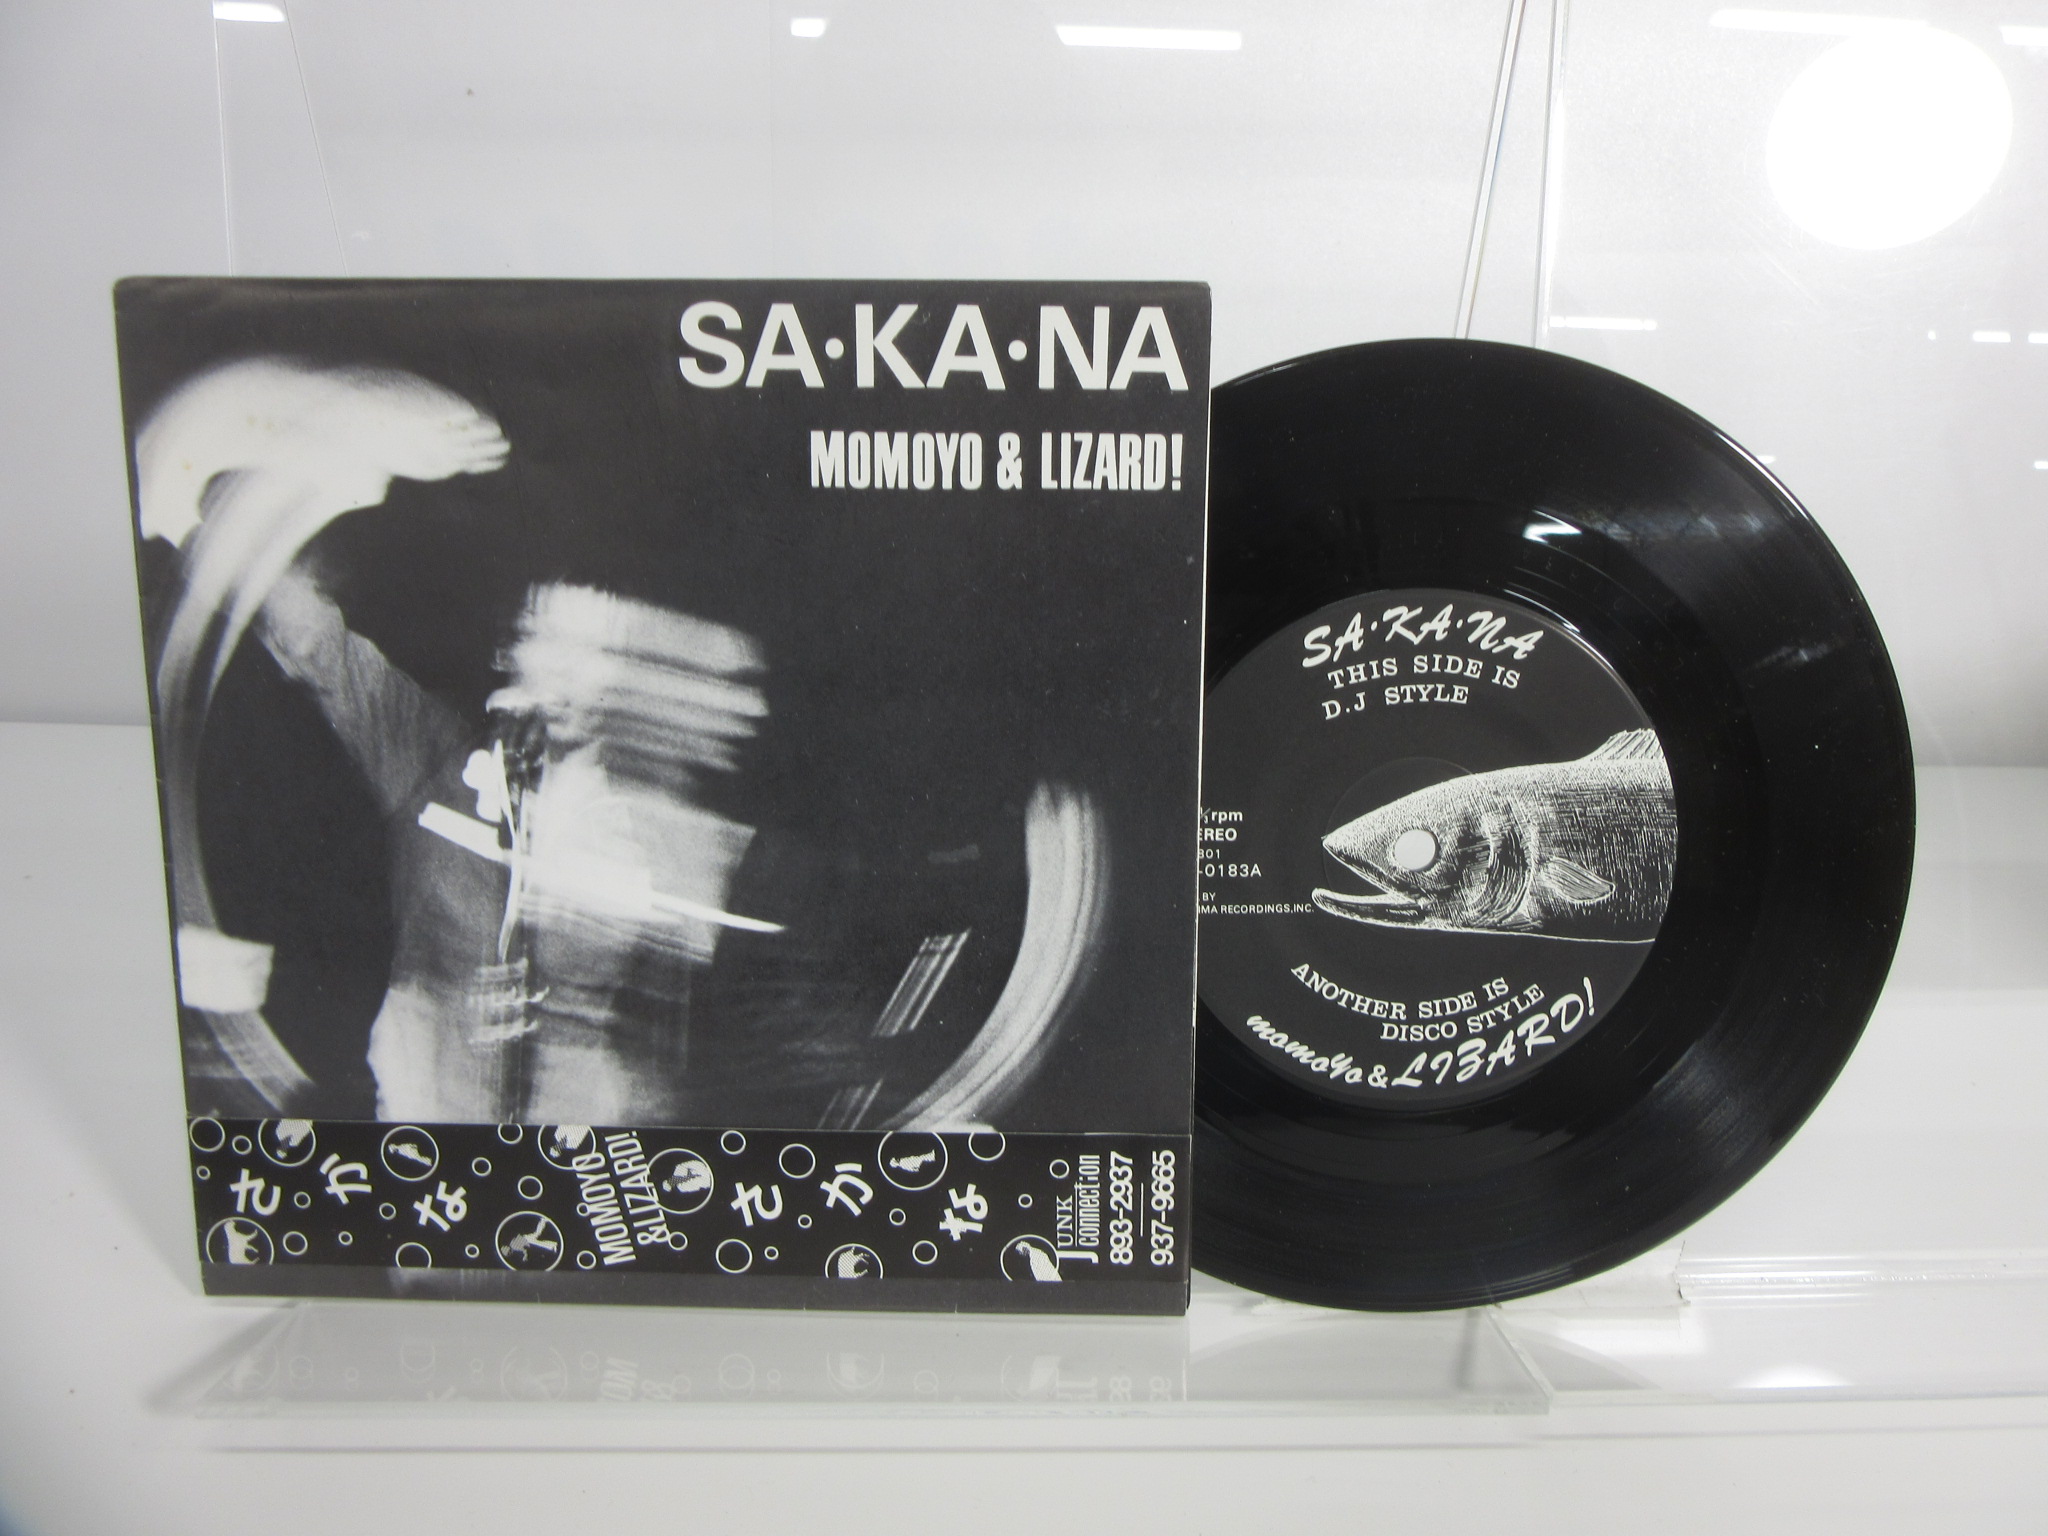 SA·KA·NA
MOMOYO & LIZARD!
さかな
MOMOYO
&LIZARD!
さかな
JUNK
connection
893-2937
937-9665
SA·KA·NA
THIS SIDE IS
D.J STYLE
rpm
EREO
801
-0183A
BY
RECORDINGS,INC.
ANOTHER SIDE IS
DISCO STYLE
momoyo & LIZARD!